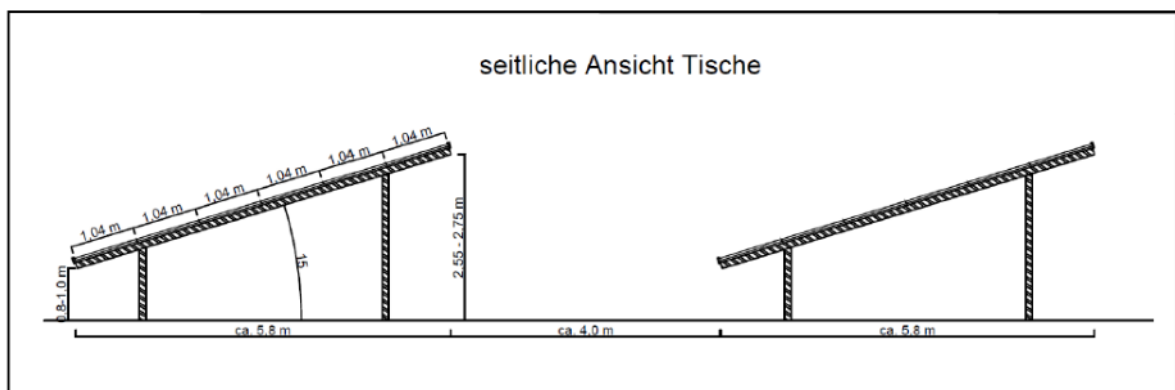 seitliche Ansicht Tische
1,04 m
1,04 m
1,04 m
1,04 m
1,04 m
1,04 m
0.8-1.0 m
15
2.55 - 2.75 m
ca. 5.8 m
ca. 4.0 m
ca. 5.8 m